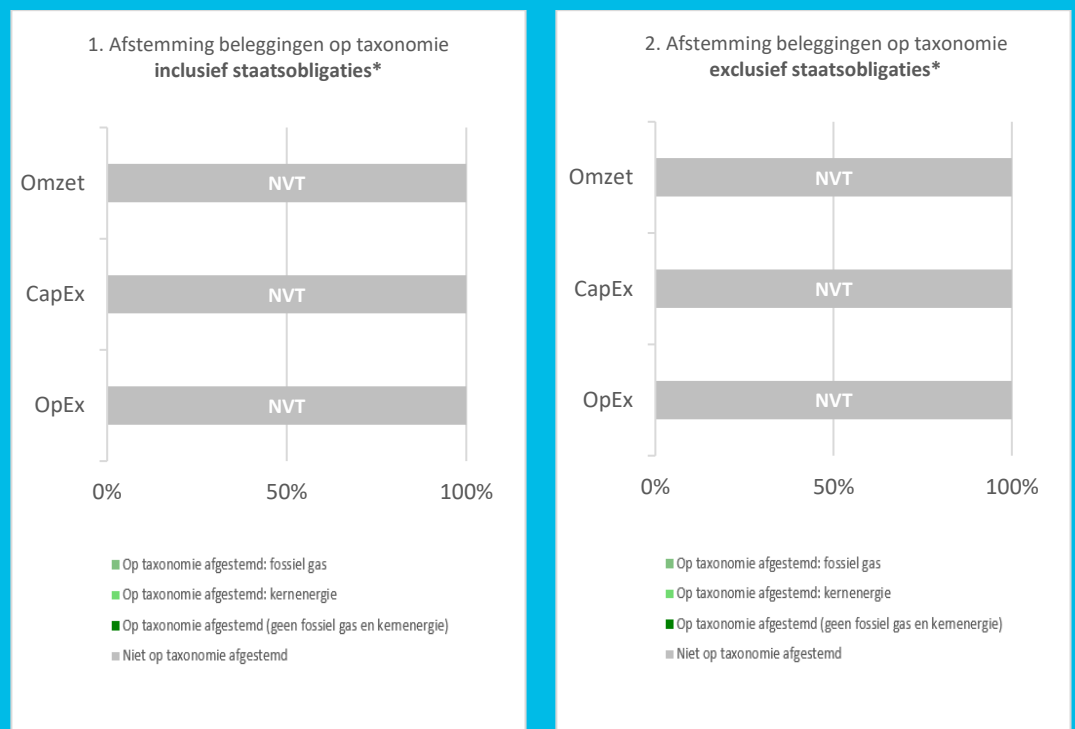 1. Afstemming beleggingen op taxonomie
inclusief staatsobligaties*
Omzet
NVT
CapEx
NVT
OpEx
NVT
0%
50%
100%
Op taxonomie afgestemd: fossiel gas
Op taxonomie afgestemd: kernenergie
Op taxonomie afgestemd (geen fossiel gas en kernenergie)
Niet op taxonomie afgestemd
2. Afstemming beleggingen op taxonomie
exclusief staatsobligaties*
Omzet
NVT
CapEx
NVT
OpEx
NVT
0%
50%
100%
Op taxonomie afgestemd: fossiel gas
Op taxonomie afgestemd: kernenergie
Op taxonomie afgestemd (geen fossiel gas en kernenergie)
Niet op taxonomie afgestemd